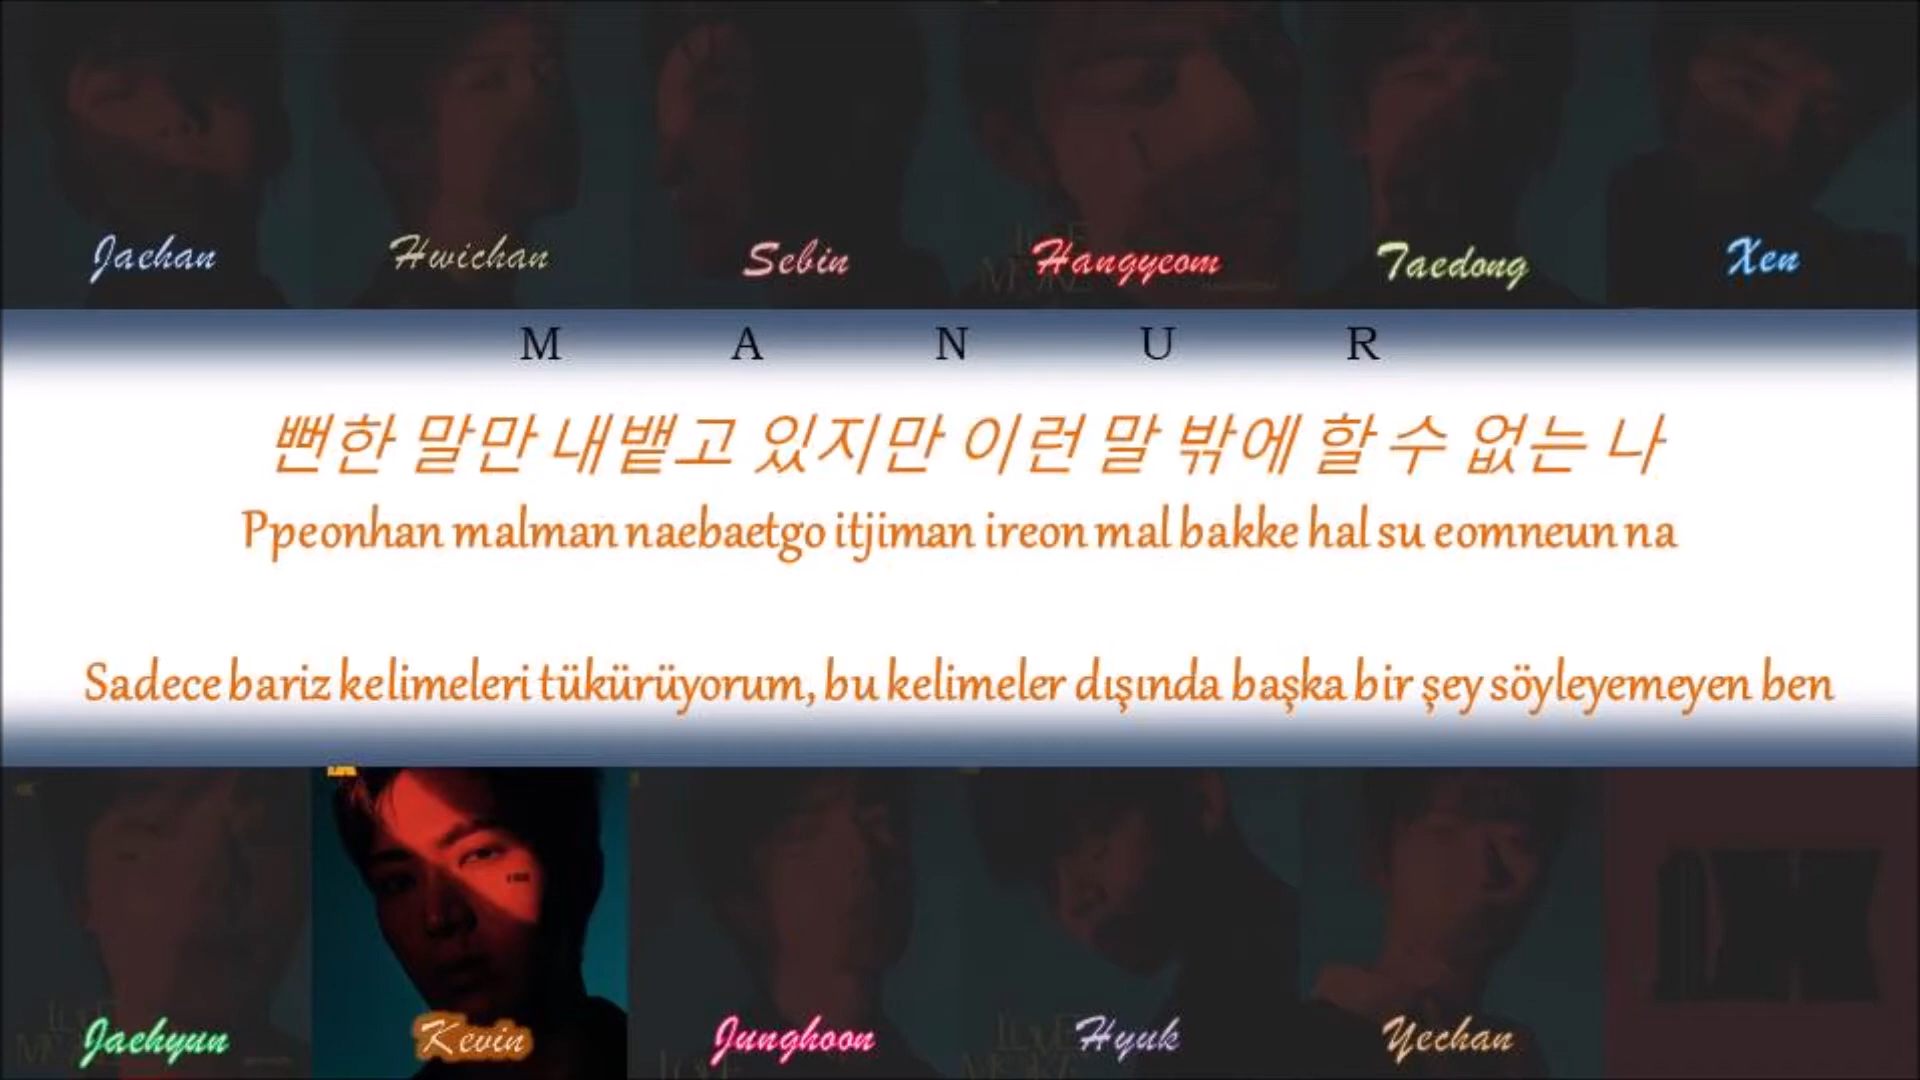 Jaehan Hwichan Sebin Hangyeom Taedong Xen
M A N U R
뻔한 말만 내뱉고 있지만 이런 말 밖에 할 수 없는 나
Ppeonhan malman naebaetgo itjiman ireon mal bakke hal su eomneun na
Sadece bariz kelimeleri tükürüyorum, bu kelimeler dışında başka bir şey söyleyemeyen ben
Jaehyun Kevin Junghoon Hyuk Yechan